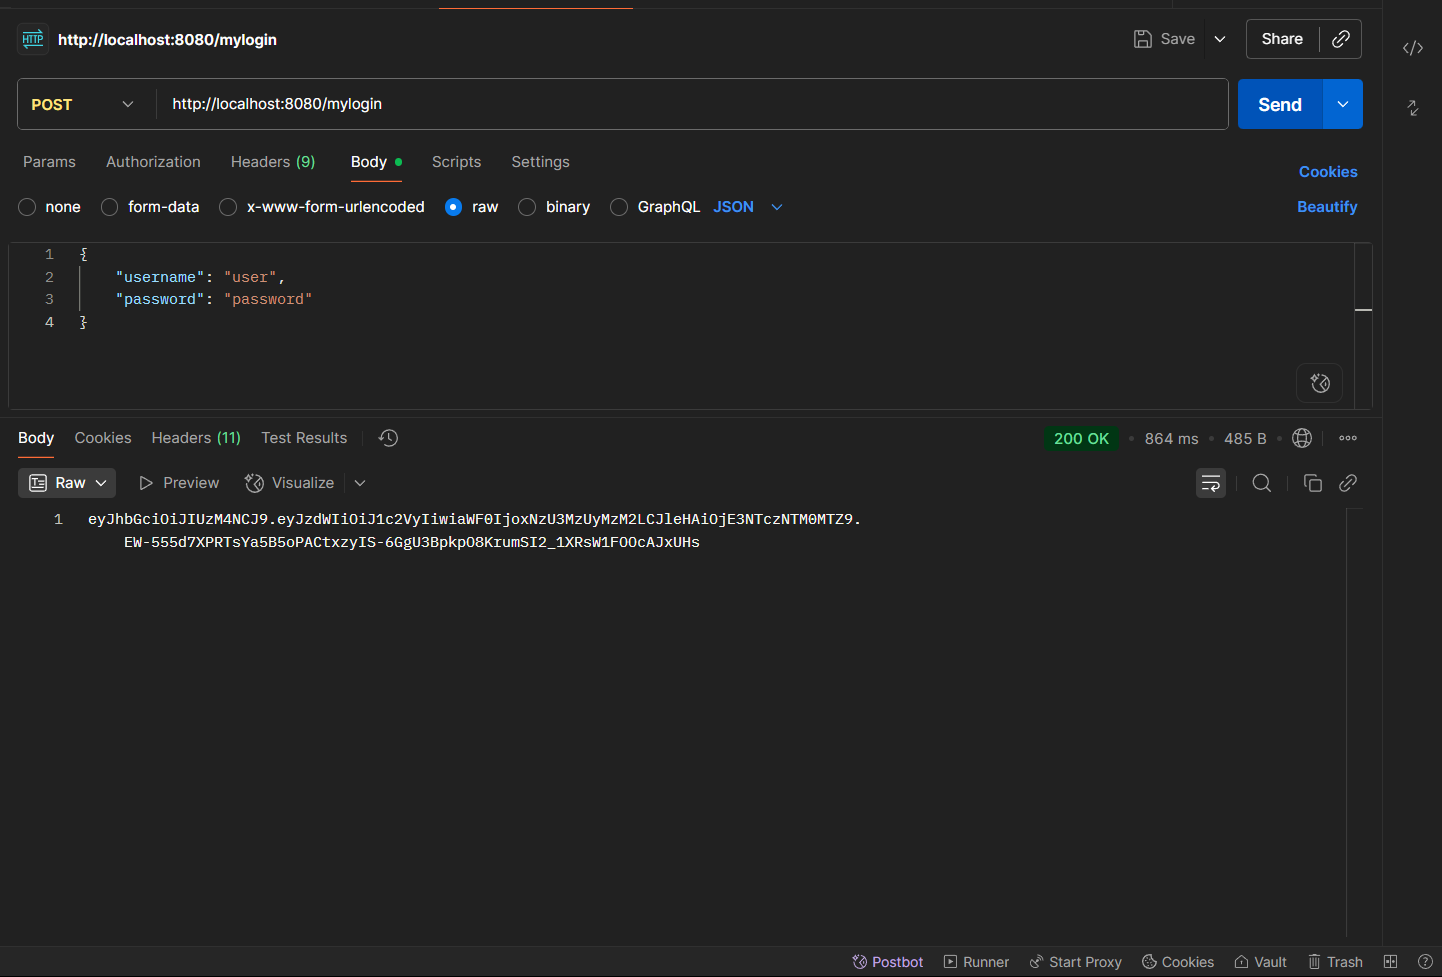 HTTP http://localhost:8080/mylogin Save Share
POST http://localhost:8080/mylogin Send
Params Authorization Headers (9) Body Scripts Settings Cookies
none form-data x-www-form-urlencoded raw binary GraphQL JSON Beautify
1 {
2 "username": "user",
3 "password": "password"
4 }
Body Cookies Headers (11) Test Results 200 OK 864 ms 485 B
Raw Preview Visualize
1 eyJhbGciOiJIUzM4NCJ9.eyJzdWIiOiJ1c2VyIiwiaWF0IjoxNzU3MzUyMzM2LCJleHAiOjE3NTczNTM0MTZ9.
EW-555d7XPRTsYa5B5oPACtxzyIS-6GgU3BpkpO8KrumSI2_1XRsW1FOOcAJxUHs
Postbot Runner Start Proxy Cookies Vault Trash